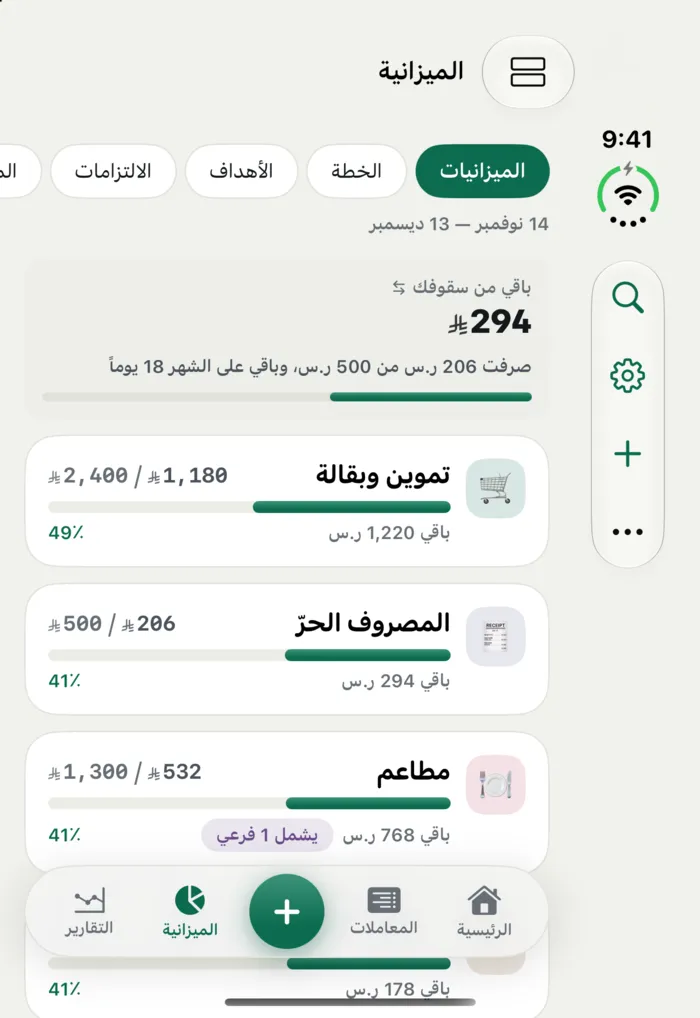 الميزانية
9:41
الميزانيات
الخطة
الأهداف
الالتزامات
14 نوفمبر — 13 ديسمبر
باقي من سقوفك
294 ⃁
صرفت 206 ر.س من 500 ر.س، وباقي على الشهر 18 يوماً
تموين وبقالة
1,180 ⃁ / 2,400 ⃁
باقي 1,220 ر.س
49٪
RECEIPT
المصروف الحرّ
206 ⃁ / 500 ⃁
باقي 294 ر.س
41٪
مطاعم
532 ⃁ / 1,300 ⃁
باقي 768 ر.س
يشمل 1 فرعي
41٪
الرئيسية
المعاملات
+
الميزانية
التقارير
باقي 178 ر.س
41٪